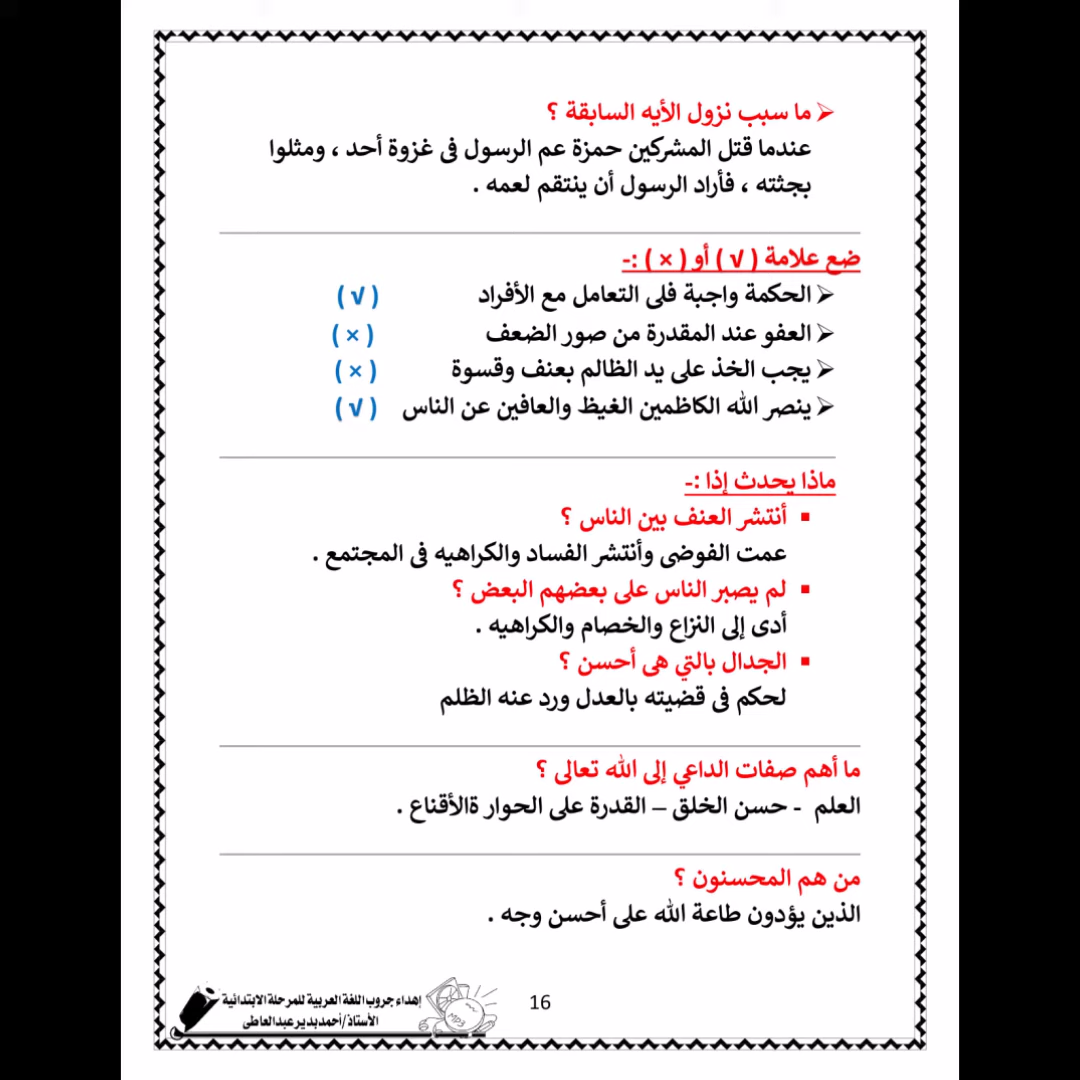 ما سبب نزول الأيه السابقة ؟
عندما قتل المشركين حمزة عم الرسول فى غزوة أحد ، ومثلوا
بجثته ، فأراد الرسول أن ينتقم لعمه .
ضع علامة ( √ ) أو ( × ) :-
الحكمة واجبة فلى التعامل مع الأفراد ( √ )
العفو عند المقدرة من صور الضعف ( × )
يجب الخذ على يد الظالم بعنف وقسوة ( × )
ينصر الله الكاظمين الغيظ والعافين عن الناس ( √ )
ماذا يحدث إذا :-
أنتشر العنف بين الناس ؟
عمت الفوضى وأنتشر الفساد والكراهيه فى المجتمع .
لم يصبر الناس على بعضهم البعض ؟
أدى إلى النزاع والخصام والكراهيه .
الجدال بالتي هى أحسن ؟
لحكم فى قضيته بالعدل ورد عنه الظلم
ما أهم صفات الداعي إلى الله تعالى ؟
العلم - حسن الخلق – القدرة على الحوار ةالأقناع .
من هم المحسنون ؟
الذين يؤدون طاعة الله على أحسن وجه .
16
إهداء جروب اللغة العربية للمرحلة الابتدائية
الأستاذ/أحمد بدير عبد العاطى
MP3